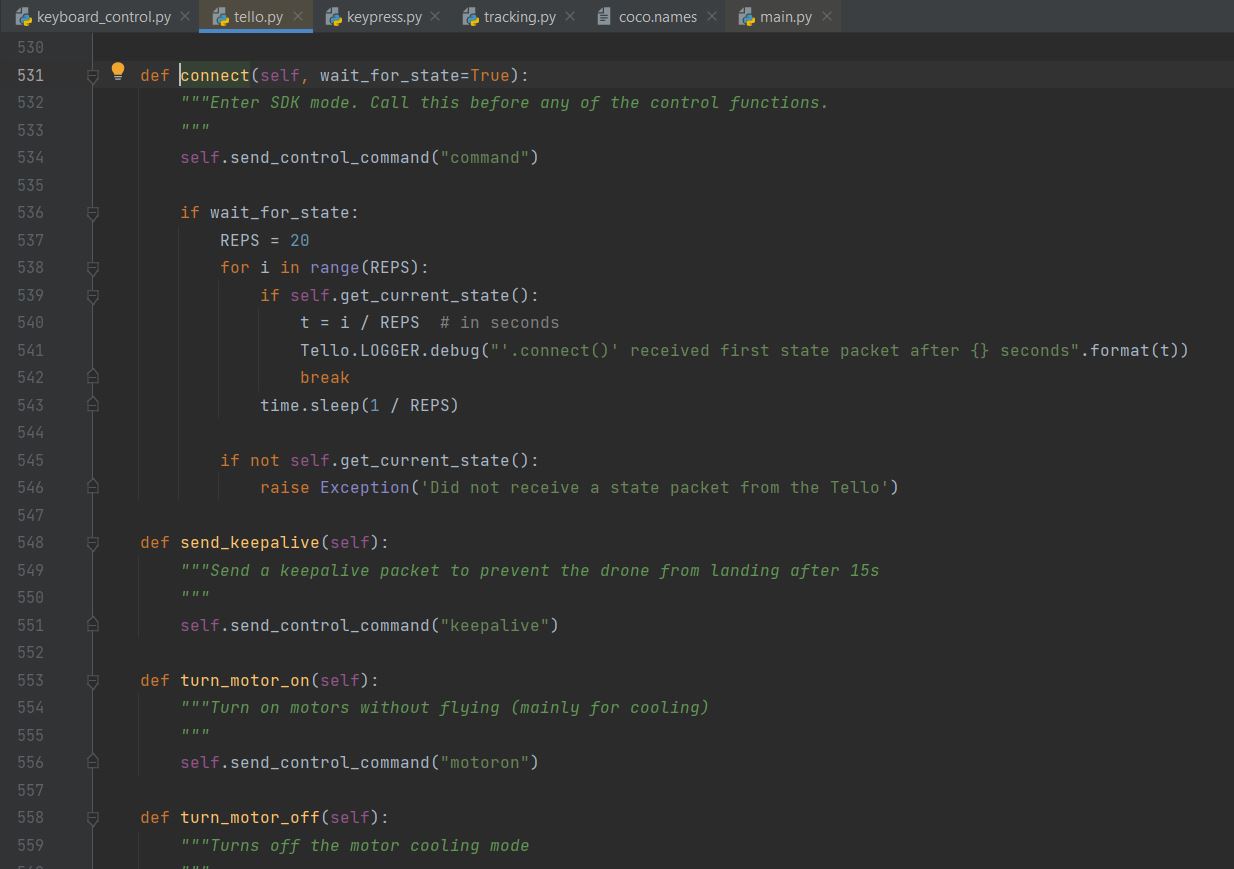 keyboard_control.py tello.py keypress.py tracking.py coco.names main.py
530
531 def connect(self, wait_for_state=True):
532 """Enter SDK mode. Call this before any of the control functions.
533 """
534 self.send_control_command("command")
535
536 if wait_for_state:
537 REPS = 20
538 for i in range(REPS):
539 if self.get_current_state():
540 t = i / REPS  # in seconds
541 Tello.LOGGER.debug("'.connect()' received first state packet after {} seconds".format(t))
542 break
543 time.sleep(1 / REPS)
544
545 if not self.get_current_state():
546 raise Exception('Did not receive a state packet from the Tello')
547
548 def send_keepalive(self):
549 """Send a keepalive packet to prevent the drone from landing after 15s
550 """
551 self.send_control_command("keepalive")
552
553 def turn_motor_on(self):
554 """Turn on motors without flying (mainly for cooling)
555 """
556 self.send_control_command("motoron")
557
558 def turn_motor_off(self):
559 """Turns off the motor cooling mode
"""